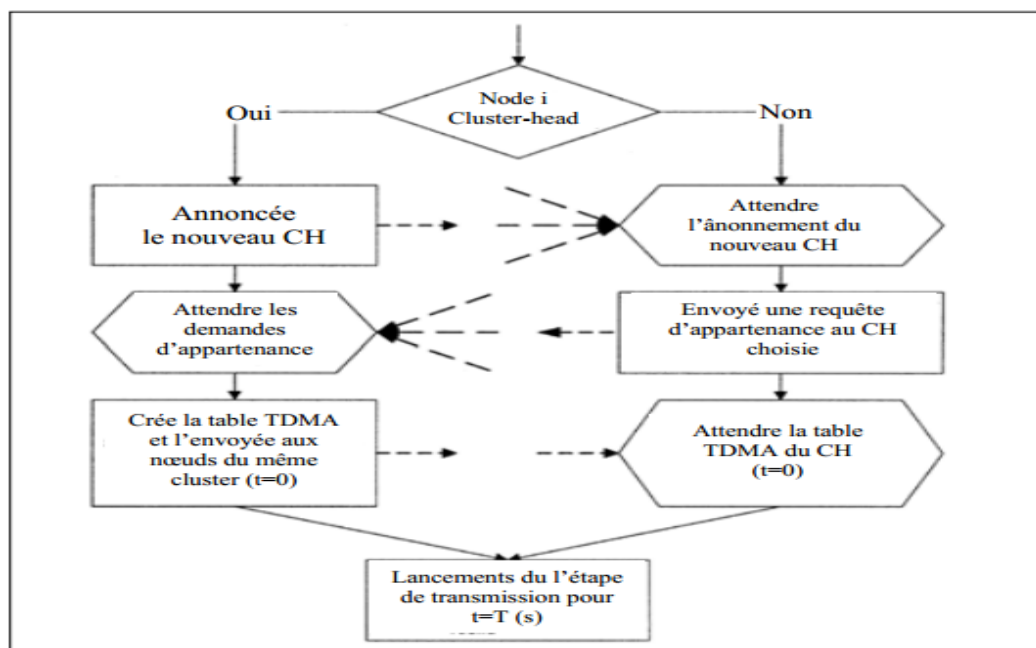 Node i
Cluster-head
Oui
Non
Annoncée
le nouveau CH
Attendre
l'ânonnement du
nouveau CH
Attendre les
demandes
d'appartenance
Envoyé une requête
d'appartenance au CH
choisie
Crée la table TDMA
et l'envoyée aux
nœuds du même
cluster (t=0)
Attendre la table
TDMA du CH
(t=0)
Lancements du l'étape
de transmission pour
t=T (s)